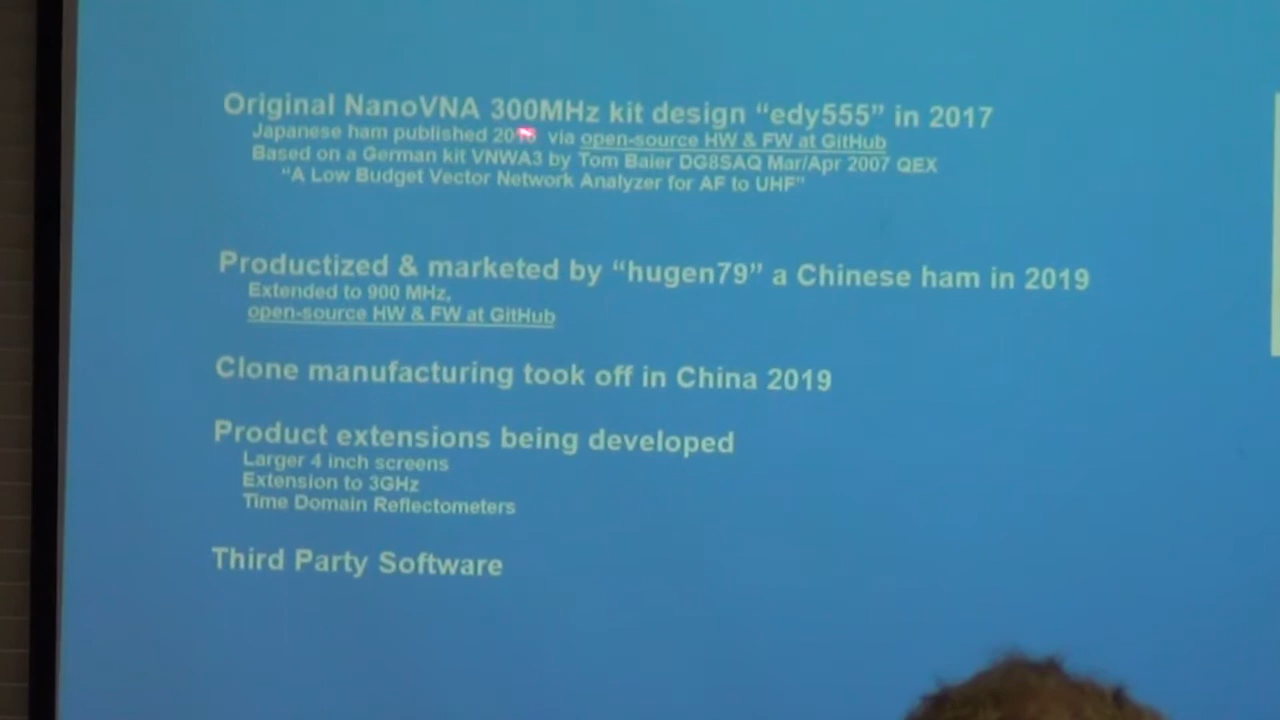 Original NanoVNA 300MHz kit design “edy555” in 2017
Japanese ham published via open-source HW & FW at GitHub
Based on a German kit VNWA3 by Tom Baier DG8SAQ Mar/Apr 2007 QEX
“A Low Budget Vector Network Analyzer for AF to UHF”
Productized & marketed by “hugen79” a Chinese ham in 2019
Extended to 900 MHz,
open-source HW & FW at GitHub
Clone manufacturing took off in China 2019
Product extensions being developed
Larger 4 inch screens
Extension to 3GHz
Time Domain Reflectometers
Third Party Software